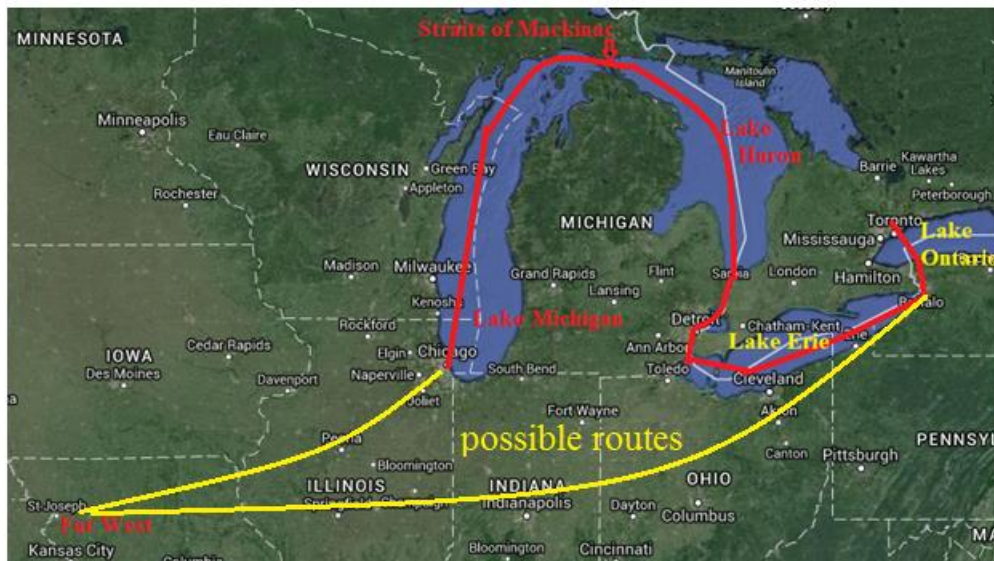 MINNESOTA
Straits of Mackinac
Manitoulin
Island
Minneapolis
Eau Claire
Lake
Huron
Green Bay
WISCONSIN
Appleton
Barrie
Kawartha
Lakes
Peterborough
Rochester
MICHIGAN
Toronto
Mississauga
Lake
Ontario
Madison
Milwaukee
Grand Rapids
Flint
London
Hamilton
Kenosha
Lansing
Rockford
Lake Michigan
Detroit
Chatham-Kent
Buffalo
IOWA
Cedar Rapids
Elgin
Chicago
Ann Arbor
Lake Erie
Erie
Des Moines
Davenport
Naperville
South Bend
Toledo
Cleveland
Joliet
Fort Wayne
Akron
Peoria
possible routes
Canton
PENNSYL
Bloomington
Pittsburgh
ILLINOIS
INDIANA
OHIO
St Joseph
Indianapolis
Dayton
Columbus
Far West
Kansas City
Columbia
Bloomington
Cincinnati
MA